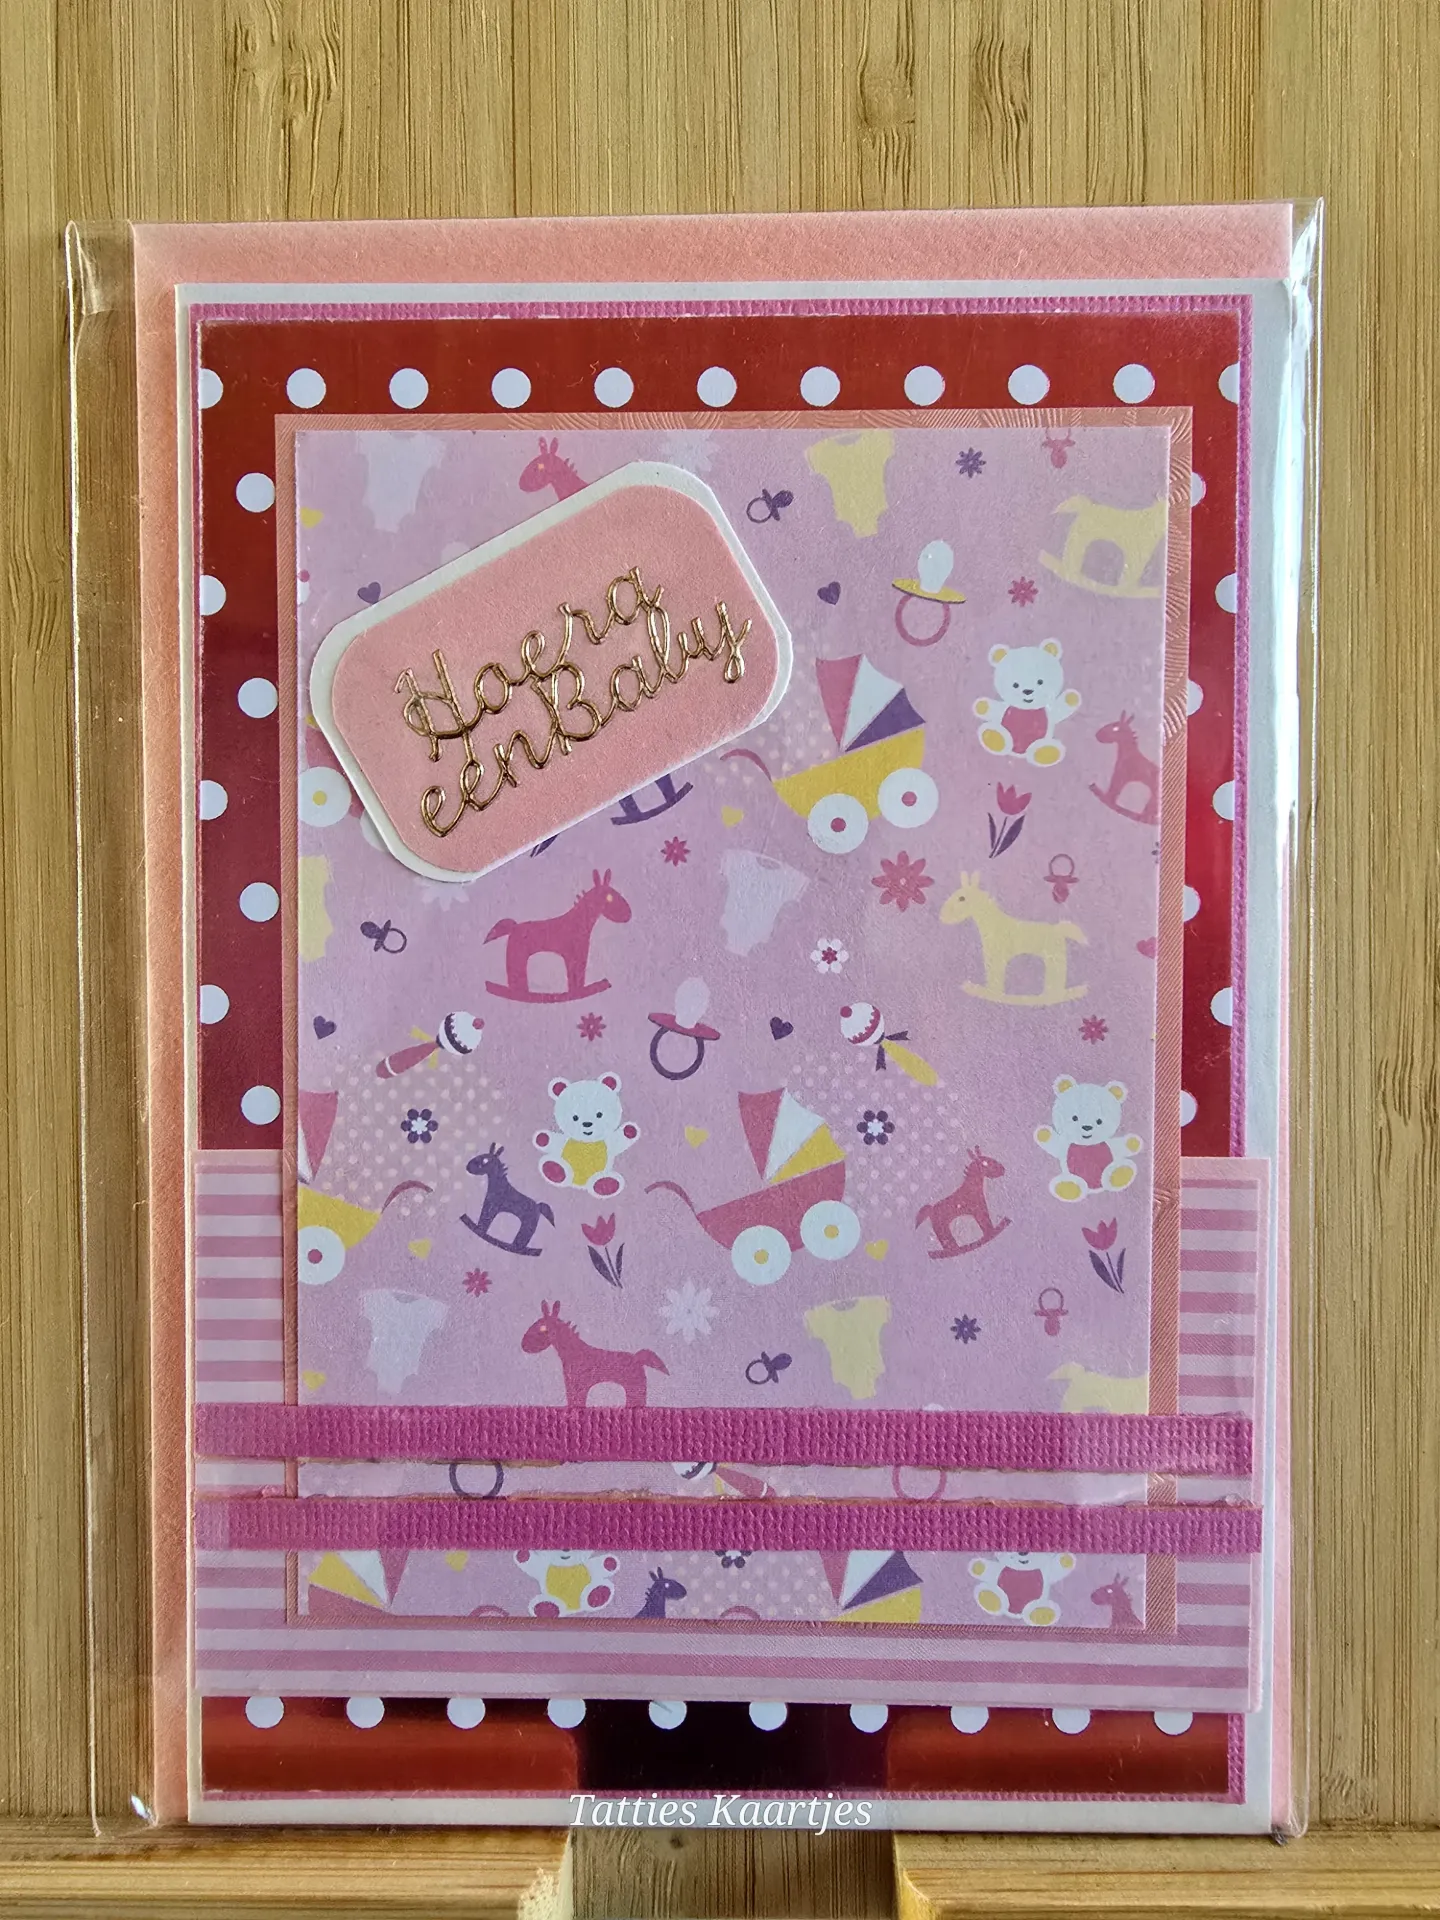 Hoera
een Baby
Tatties Kaartjes